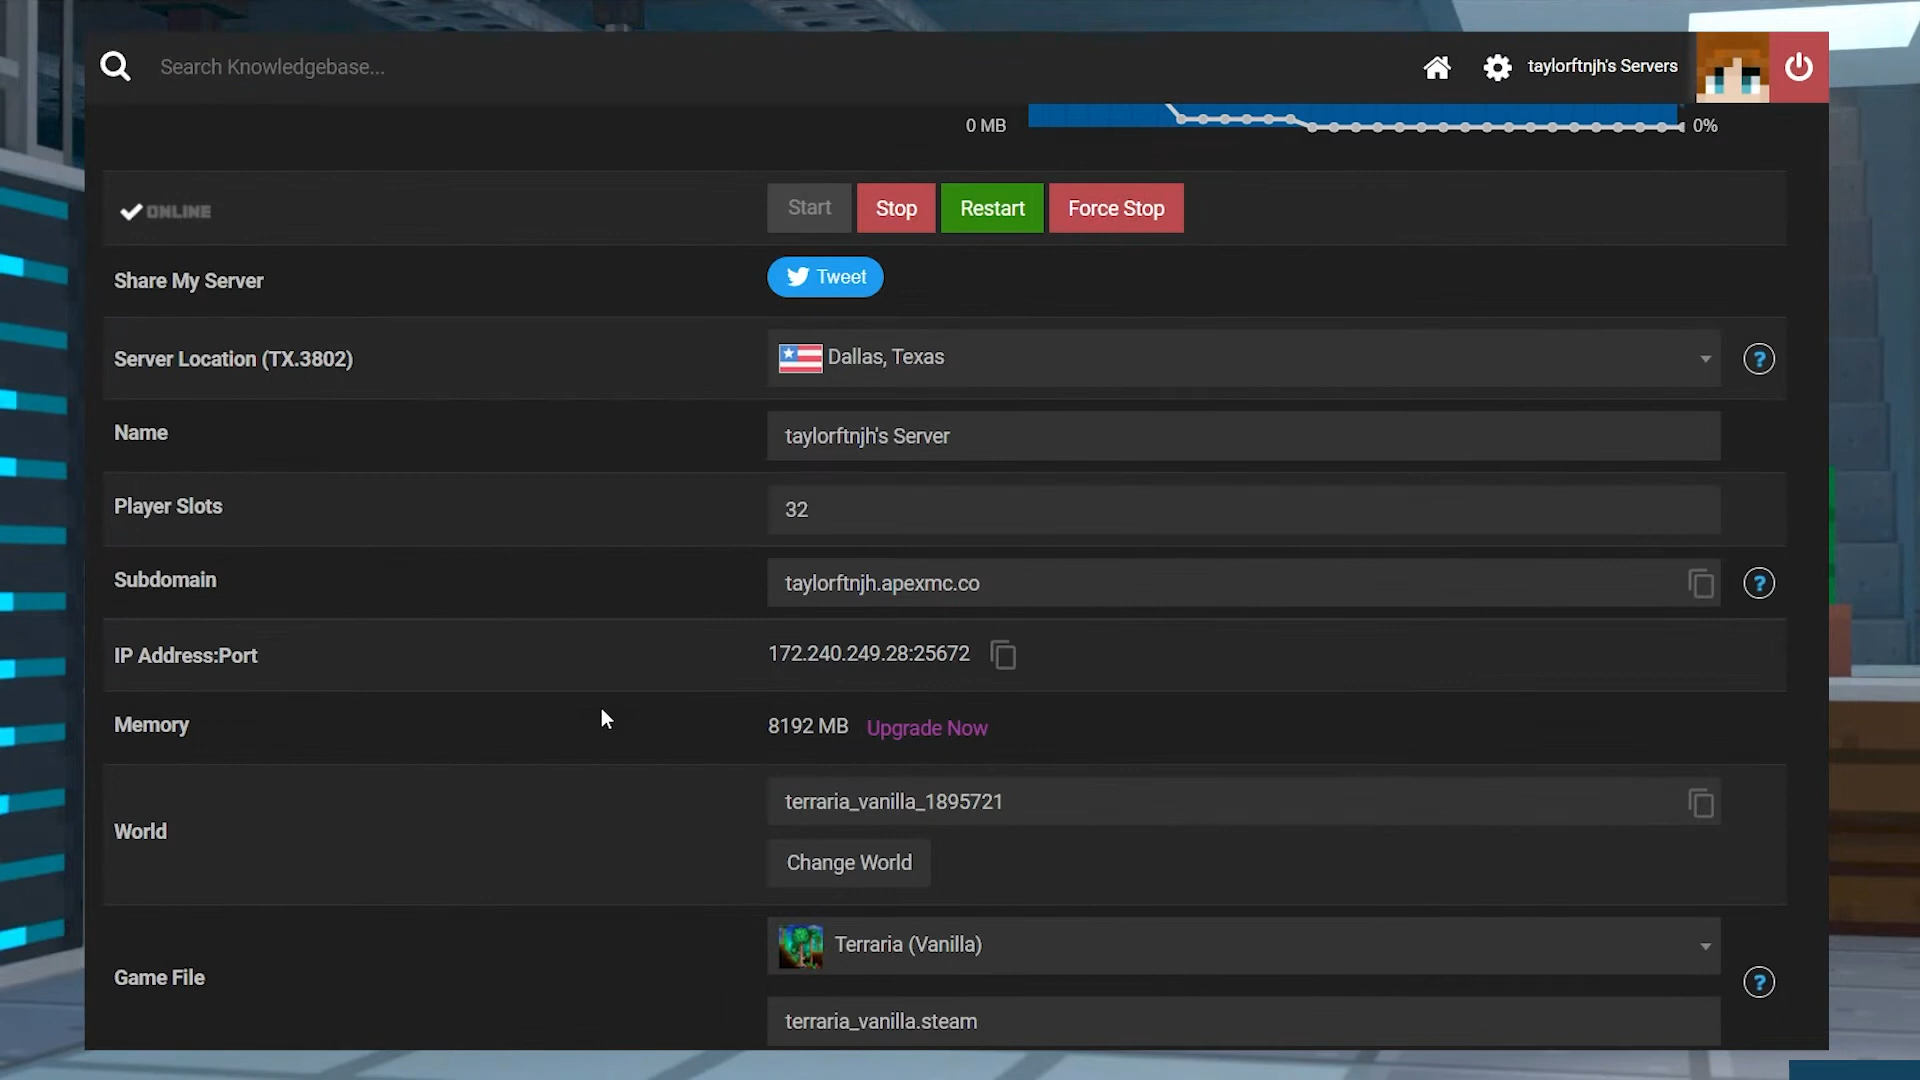 Search Knowledgebase...
taylorftnjh's Servers
0 MB
0%
ONLINE
Start
Stop
Restart
Force Stop
Share My Server
Tweet
Server Location (TX.3802)
Dallas, Texas
?
Name
taylorftnjh's Server
Player Slots
32
Subdomain
taylorftnjh.apexmc.co
?
IP Address:Port
172.240.249.28:25672
Memory
8192 MB Upgrade Now
World
terraria_vanilla_1895721
Change World
Game File
Terraria (Vanilla)
?
terraria_vanilla.steam